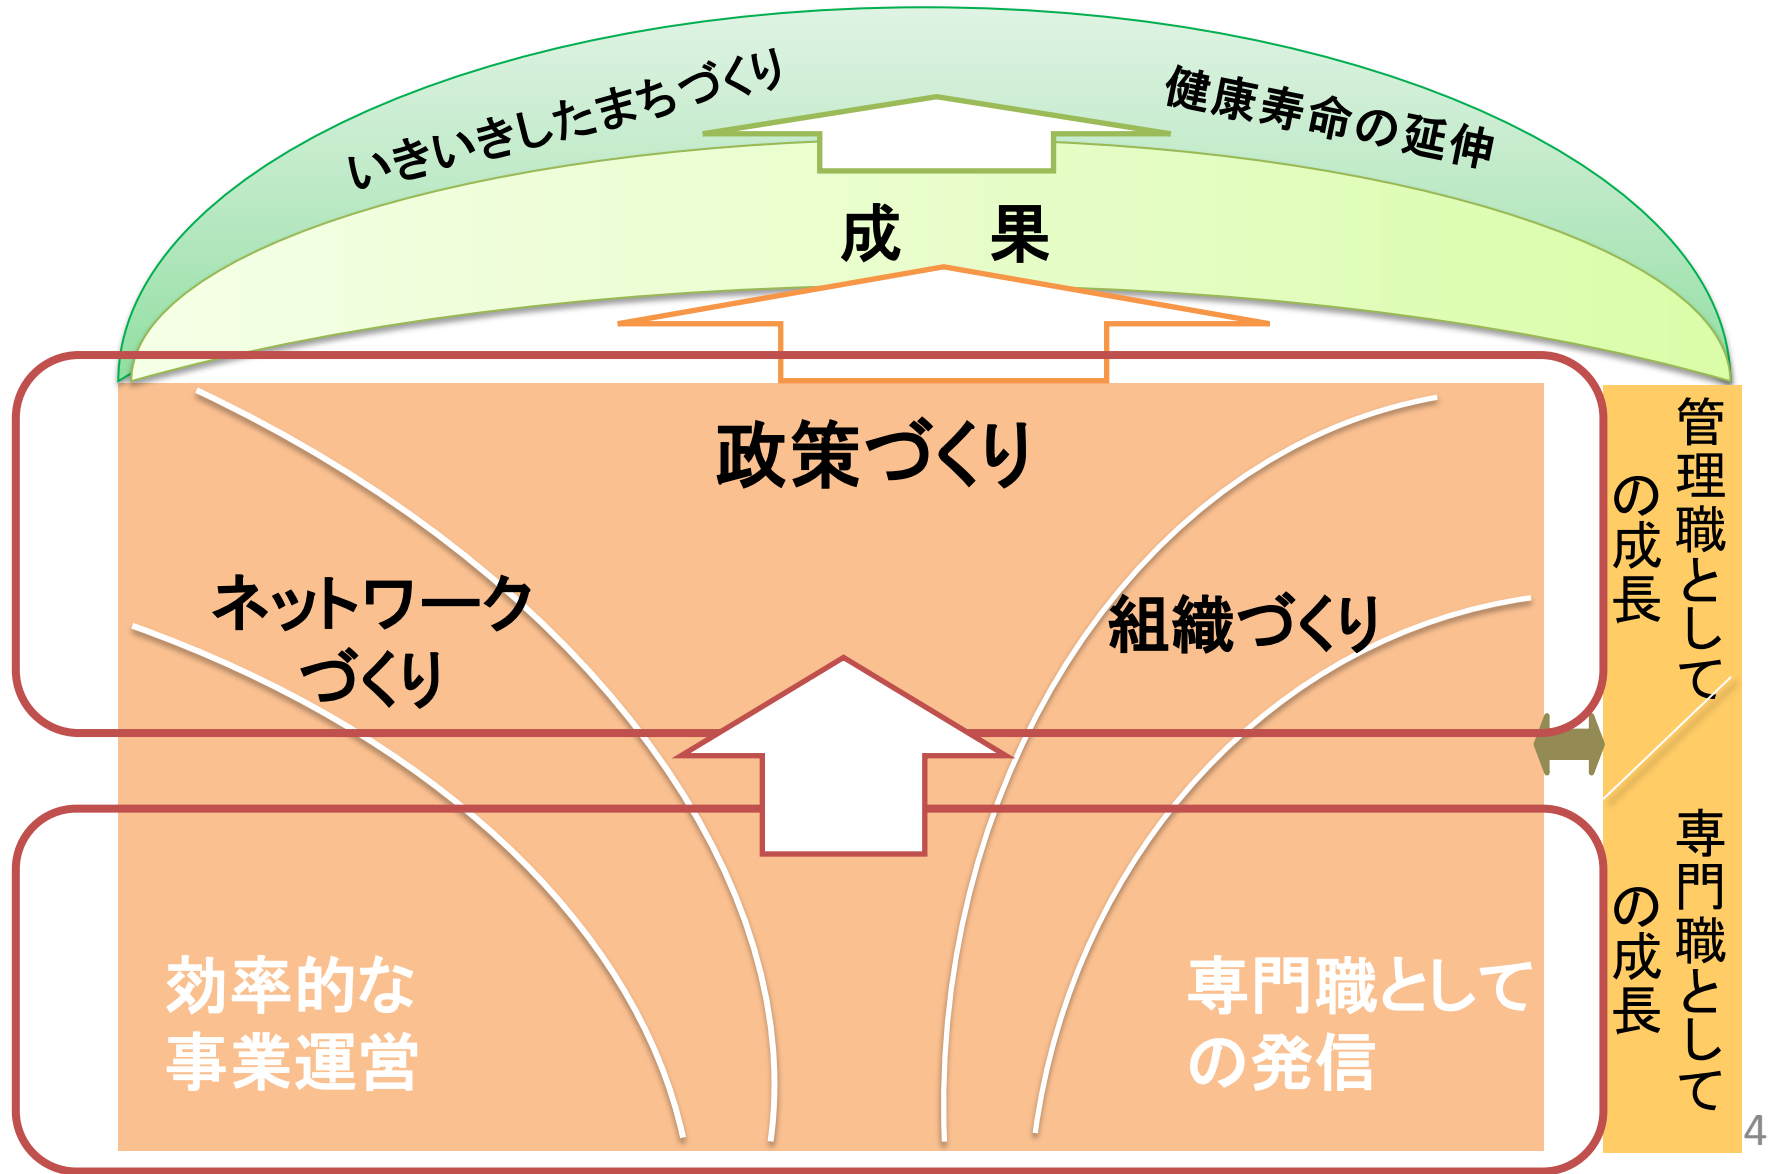 いきいきしたまちづくり
健康寿命の延伸
成　果
政策づくり
ネットワーク
づくり
組織づくり
管理職として
の成長
効率的な
事業運営
専門職として
の発信
専門職として
の成長
4